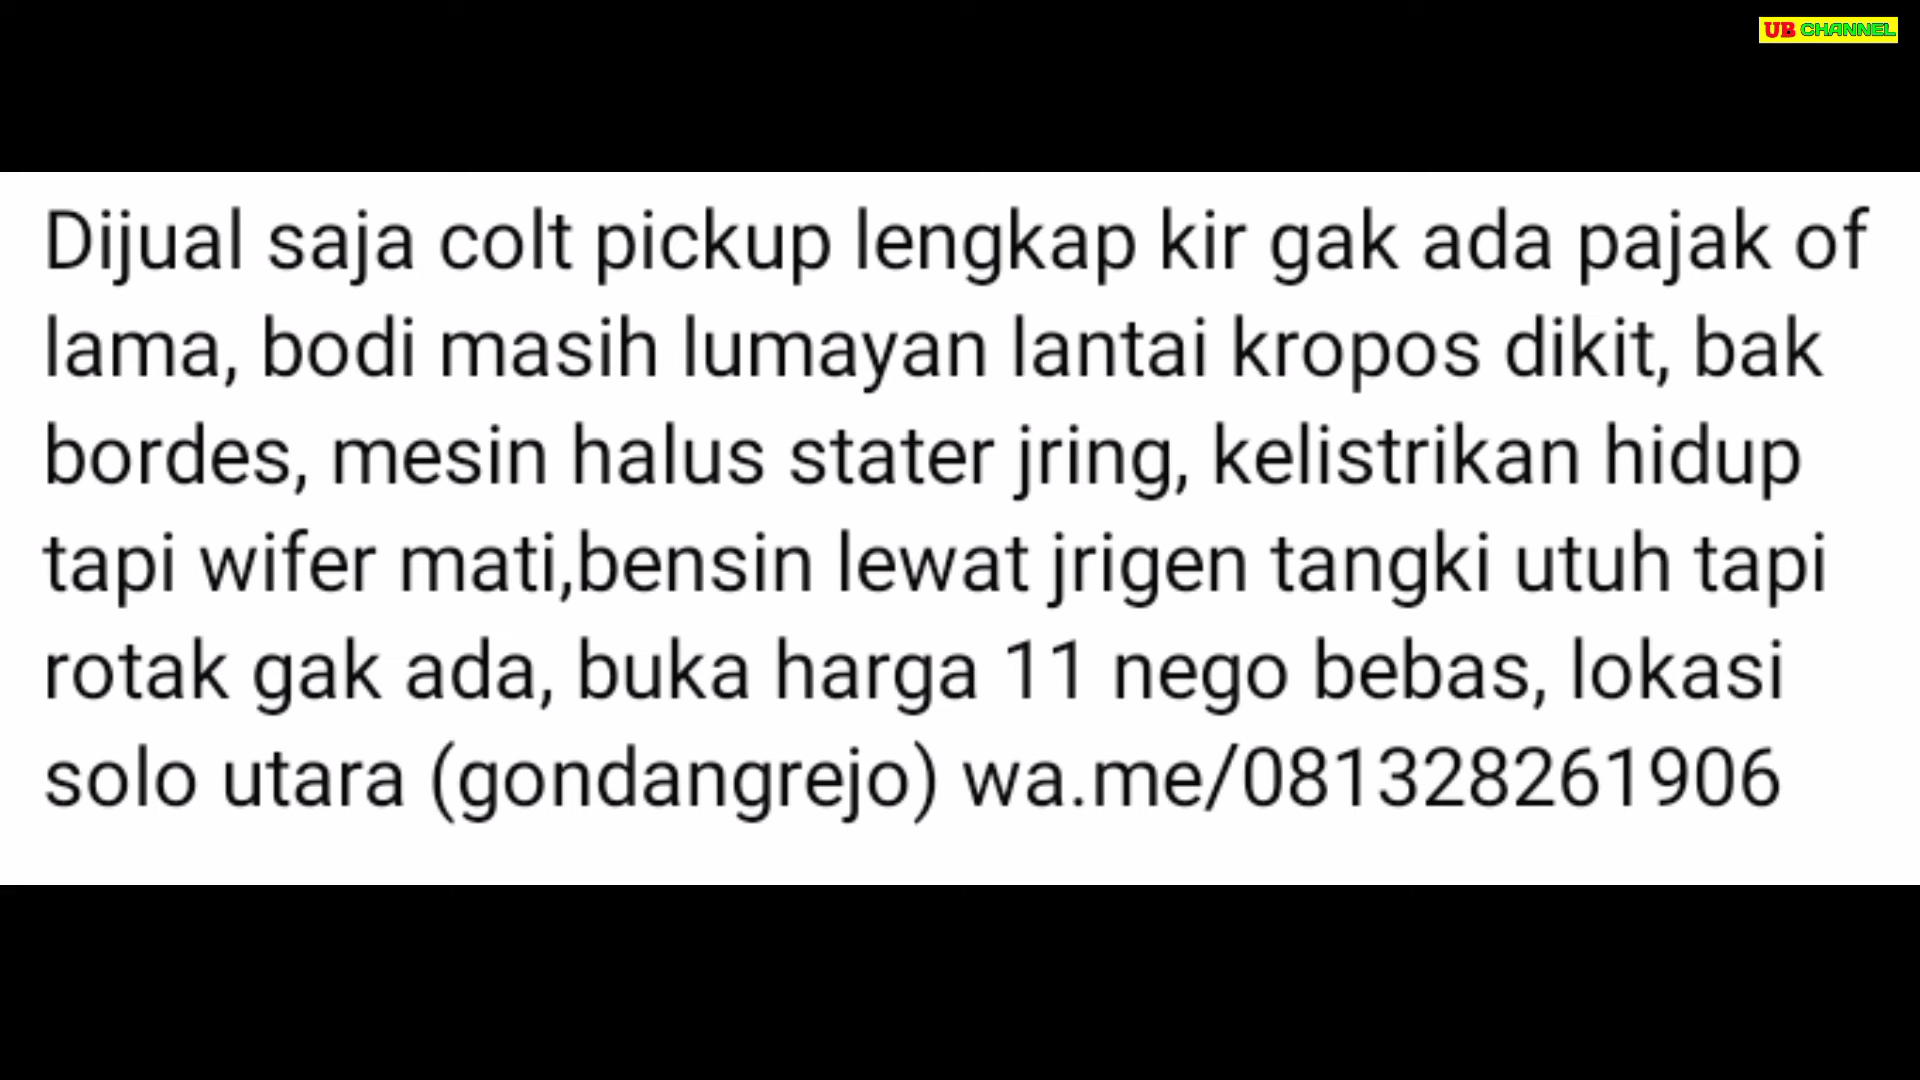 UB CHANNEL
Dijual saja colt pickup lengkap kir gak ada pajak of
lama, bodi masih lumayan lantai kropos dikit, bak
bordes, mesin halus stater jring, kelistrikan hidup
tapi wifer mati,bensin lewat jrigen tangki utuh tapi
rotak gak ada, buka harga 11 nego bebas, lokasi
solo utara (gondangrejo) wa.me/081328261906